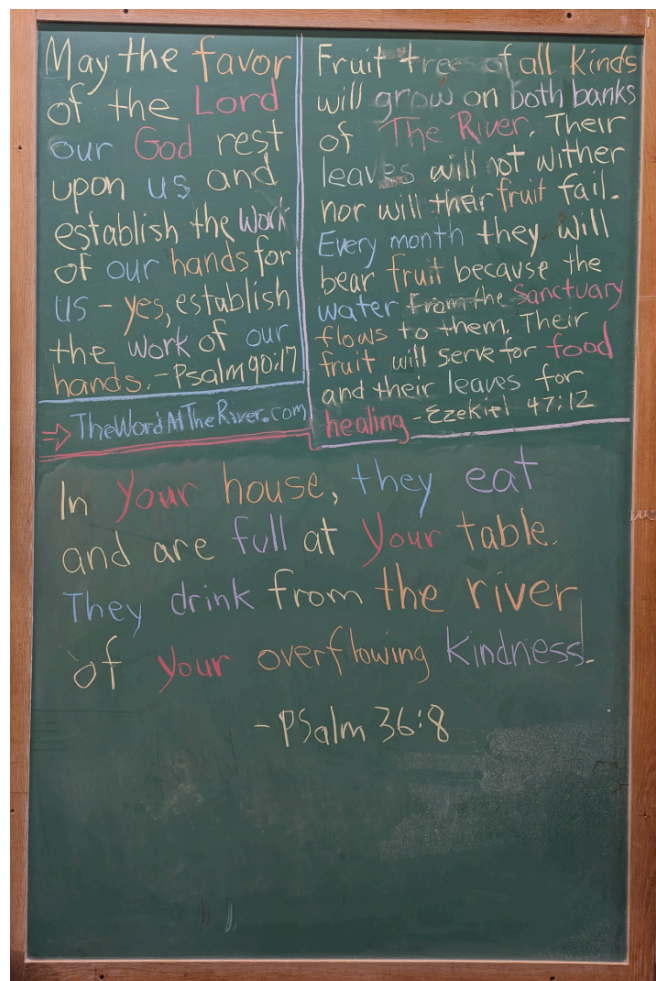 May the favor
of the Lord
our God rest
upon us and
establish the work
of our hands for
us - yes, establish
the work of our
hands. - Psalm 90:17
→ TheWordAtTheRiver.com
Fruit trees of all kinds
will grow on both banks
of The River. Their
leaves will not wither
nor will their fruit fail.
Every month they will
bear fruit because the
water from the Sanctuary
flows to them. Their
fruit will serve for food
and their leaves for
healing - Ezekiel 47:12
In Your house, they eat
and are full at Your table.
They drink from the river
of your overflowing kindness.
- Psalm 36:8